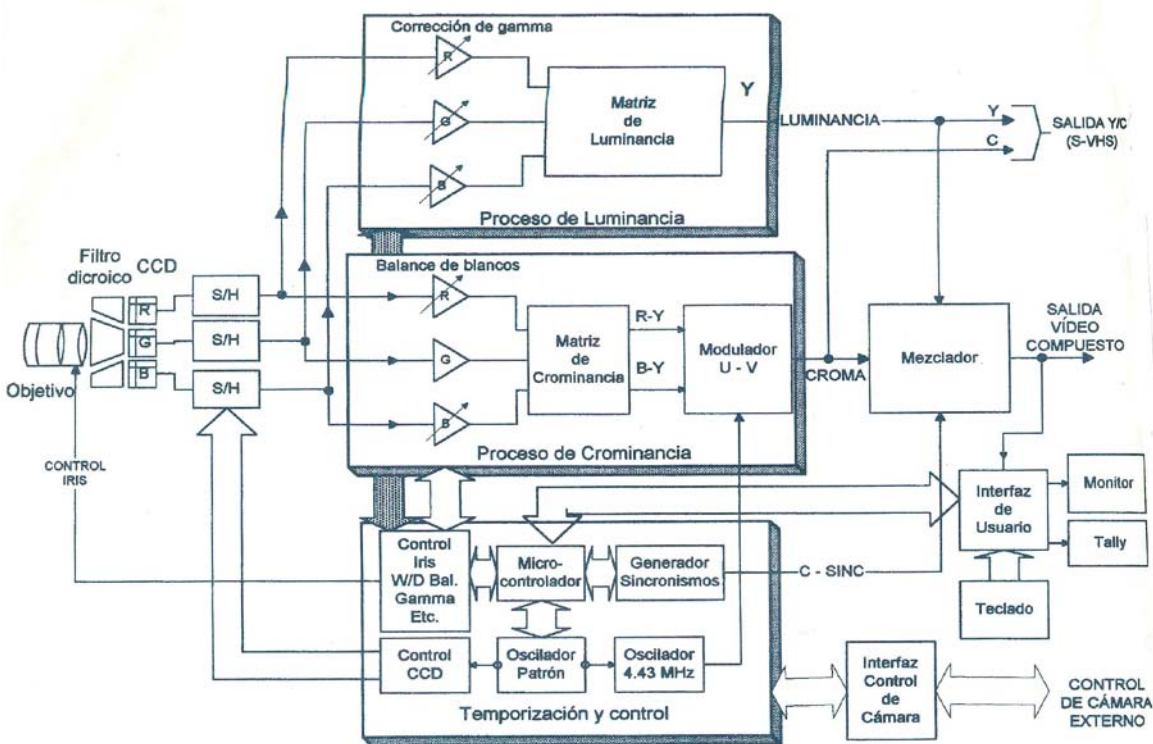 Corrección de gamma
R
G
B
Matriz
de
Luminancia
Y
LUMINANCIA
Y
C
SALIDA Y/C
(S-VHS)
Proceso de Luminancia
Filtro
dicroico
CCD
R
G
B
Objetivo
S/H
S/H
S/H
Balance de blancos
R
G
B
Matriz
de
Crominancia
R-Y
B-Y
Modulador
U - V
CROMA
Mezclador
SALIDA
VÍDEO
COMPUESTO
Proceso de Crominancia
CONTROL
IRIS
Control
Iris
W/D Bal.
Gamma
Etc.
Micro-
controlador
Generador
Sincronismos
C - SINC
Interfaz
de
Usuario
Monitor
Tally
Teclado
Control
CCD
Oscilador
Patrón
Oscilador
4.43 MHz
Temporización y control
Interfaz
Control
de
Cámara
CONTROL
DE CÁMARA
EXTERNO